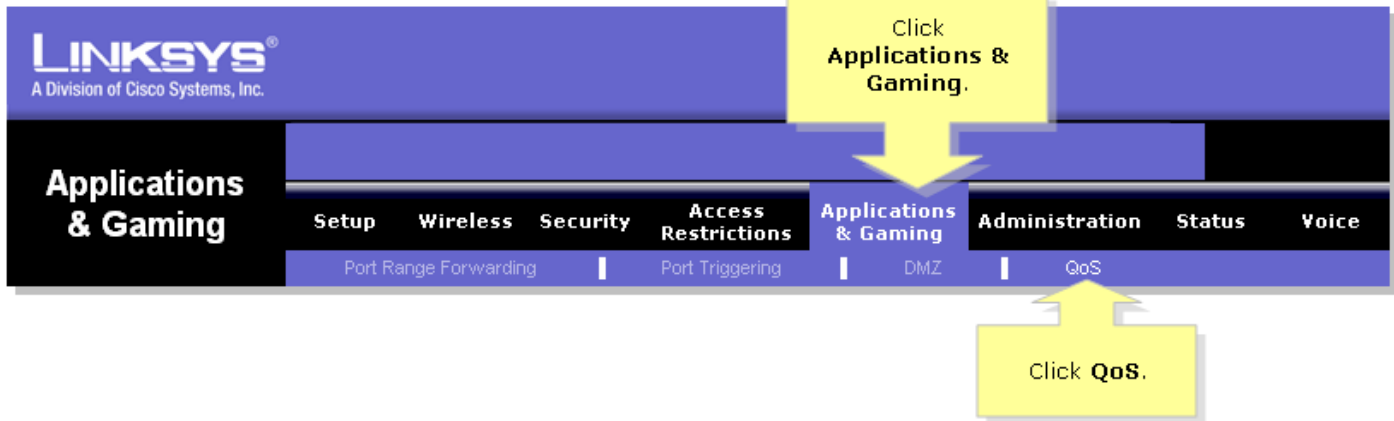 LINKSYS®
A Division of Cisco Systems, Inc.
Click
Applications &
Gaming.
Applications
& Gaming
Setup Wireless Security Access Restrictions Applications & Gaming Administration Status Voice
Port Range Forwarding Port Triggering DMZ QoS
Click QoS.